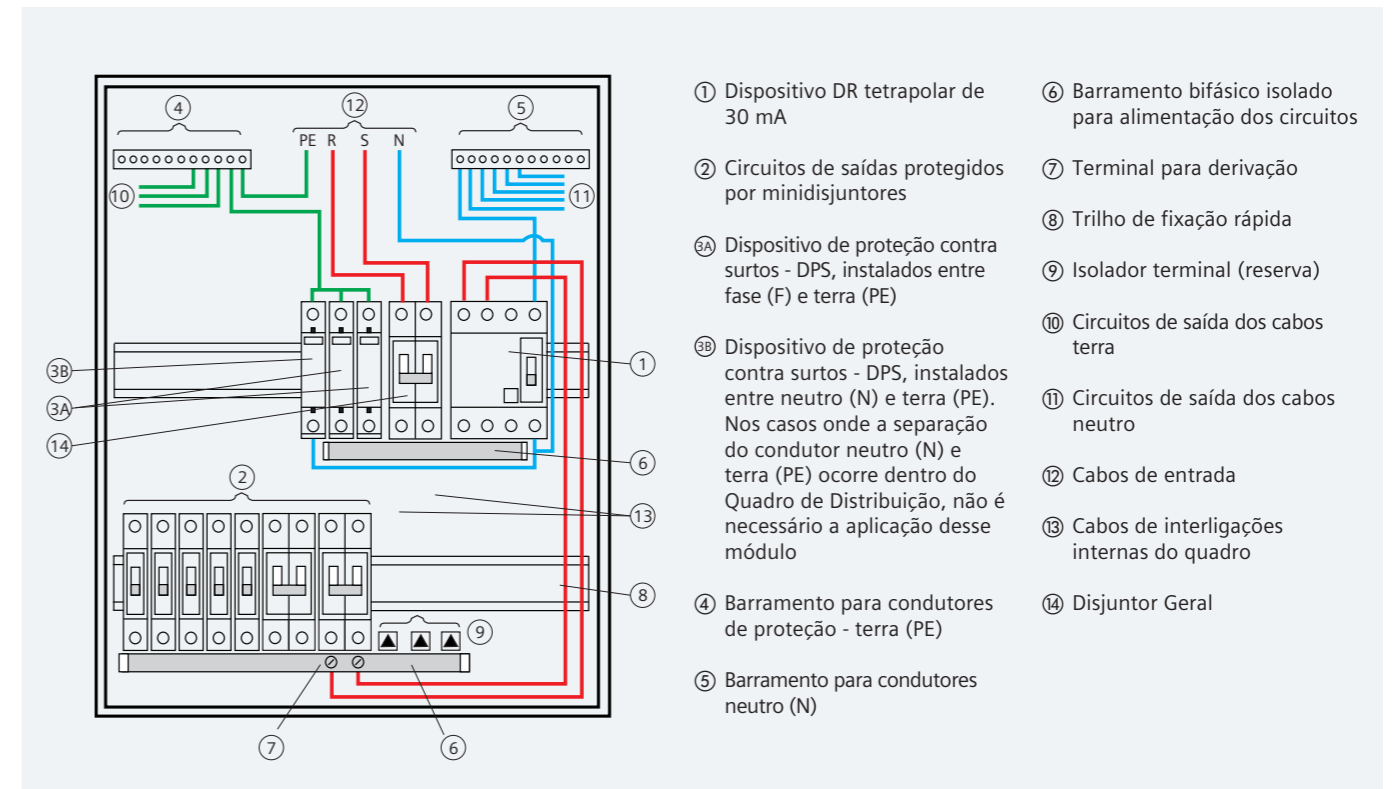 ④
⑫
⑤
PE R S N
⑩
⑪
3B
①
3A
⑭
⑥
②
⑬
⑧
⑨
⑦
⑥
① Dispositivo DR tetrapolar de
30 mA
② Circuitos de saídas protegidos
por minidisjuntores
3A Dispositivo de proteção contra
surtos - DPS, instalados entre
fase (F) e terra (PE)
3B Dispositivo de proteção
contra surtos - DPS, instalados
entre neutro (N) e terra (PE).
Nos casos onde a separação
do condutor neutro (N) e
terra (PE) ocorre dentro do
Quadro de Distribuição, não é
necessário a aplicação desse
módulo
④ Barramento para condutores
de proteção - terra (PE)
⑤ Barramento para condutores
neutro (N)
⑥ Barramento bifásico isolado
para alimentação dos circuitos
⑦ Terminal para derivação
⑧ Trilho de fixação rápida
⑨ Isolador terminal (reserva)
⑩ Circuitos de saída dos cabos
terra
⑪ Circuitos de saída dos cabos
neutro
⑫ Cabos de entrada
⑬ Cabos de interligações
internas do quadro
⑭ Disjuntor Geral